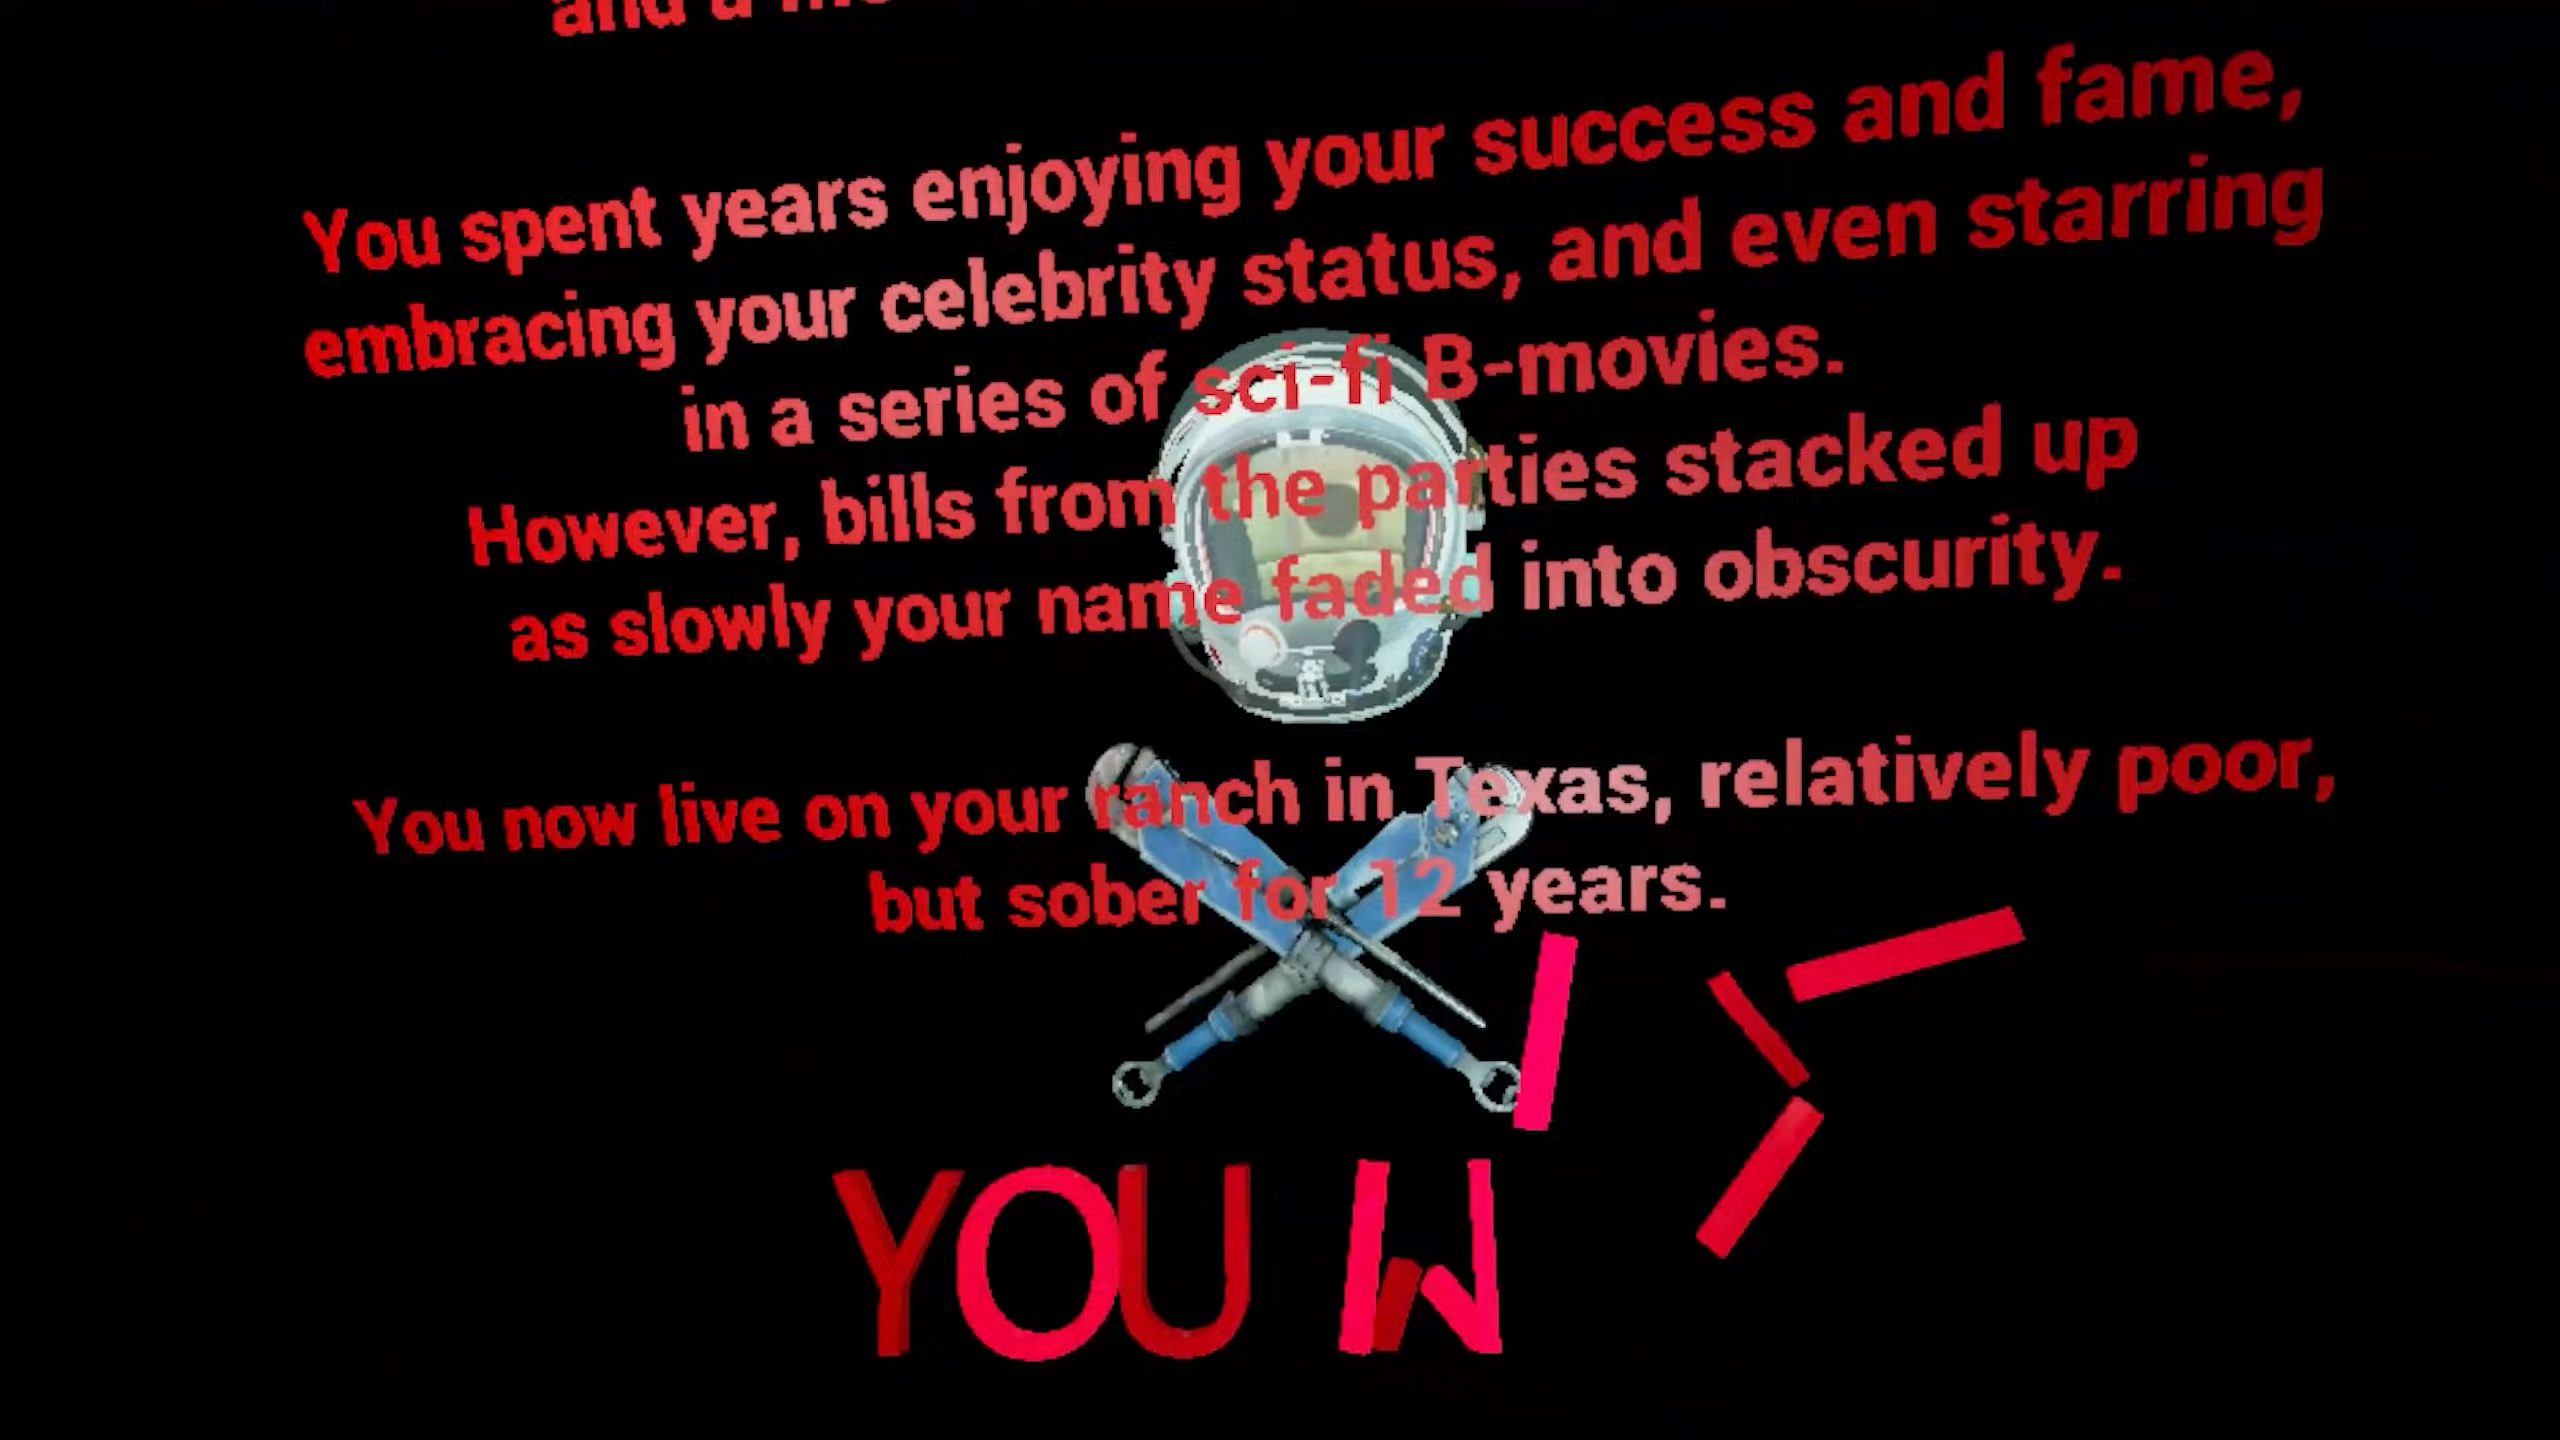 and a
You spent years enjoying your success and fame,
embracing your celebrity status, and even starring
in a series of sci-fi B-movies.
However, bills from the parties stacked up
as slowly your name faded into obscurity.
You now live on your ranch in Texas, relatively poor,
but sober for 12 years.
YOU W